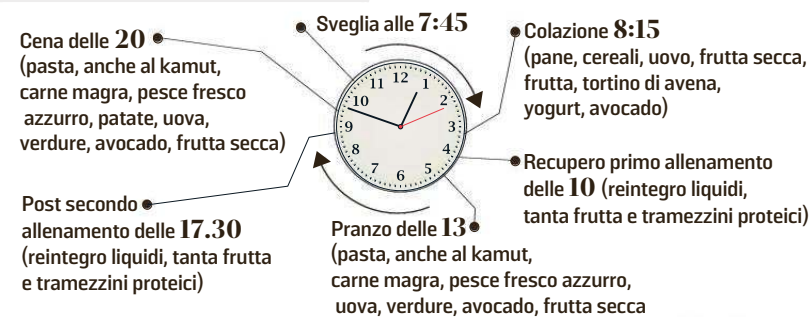 Sveglia alle 7:45
Colazione 8:15
(pane, cereali, uovo, frutta secca,
frutta, tortino di avena,
yogurt, avocado)
Recupero primo allenamento
delle 10 (reintegro liquidi,
tanta frutta e tramezzini proteici)
Pranzo delle 13
(pasta, anche al kamut,
carne magra, pesce fresco azzurro,
uova, verdure, avocado, frutta secca
Post secondo
allenamento delle 17.30
(reintegro liquidi, tanta frutta
e tramezzini proteici)
Cena delle 20
(pasta, anche al kamut,
carne magra, pesce fresco
azzurro, patate, uova,
verdure, avocado, frutta secca)
12
1
2
3
4
5
6
7
8
9
10
11